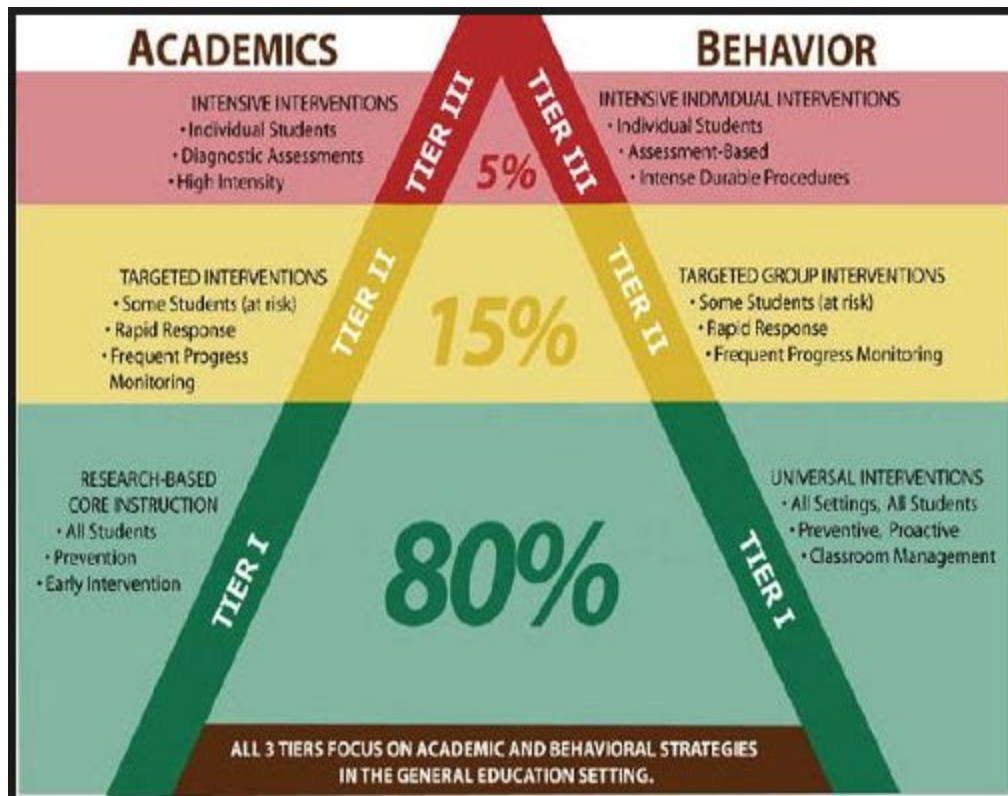 ACADEMICS
BEHAVIOR
INTENSIVE INTERVENTIONS
• Individual Students
• Diagnostic Assessments
• High Intensity
TIER III
5%
TIER III
INTENSIVE INDIVIDUAL INTERVENTIONS
• Individual Students
• Assessment-Based
• Intense Durable Procedures
TARGETED INTERVENTIONS
• Some Students (at risk)
• Rapid Response
• Frequent Progress
Monitoring
TIER II
15%
TIER II
TARGETED GROUP INTERVENTIONS
• Some Students (at risk)
• Rapid Response
• Frequent Progress Monitoring
RESEARCH-BASED
CORE INSTRUCTION
• All Students
• Prevention
• Early Intervention
TIER I
80%
TIER I
UNIVERSAL INTERVENTIONS
• All Settings, All Students
• Preventive, Proactive
• Classroom Management
ALL 3 TIERS FOCUS ON ACADEMIC AND BEHAVIORAL STRATEGIES
IN THE GENERAL EDUCATION SETTING.